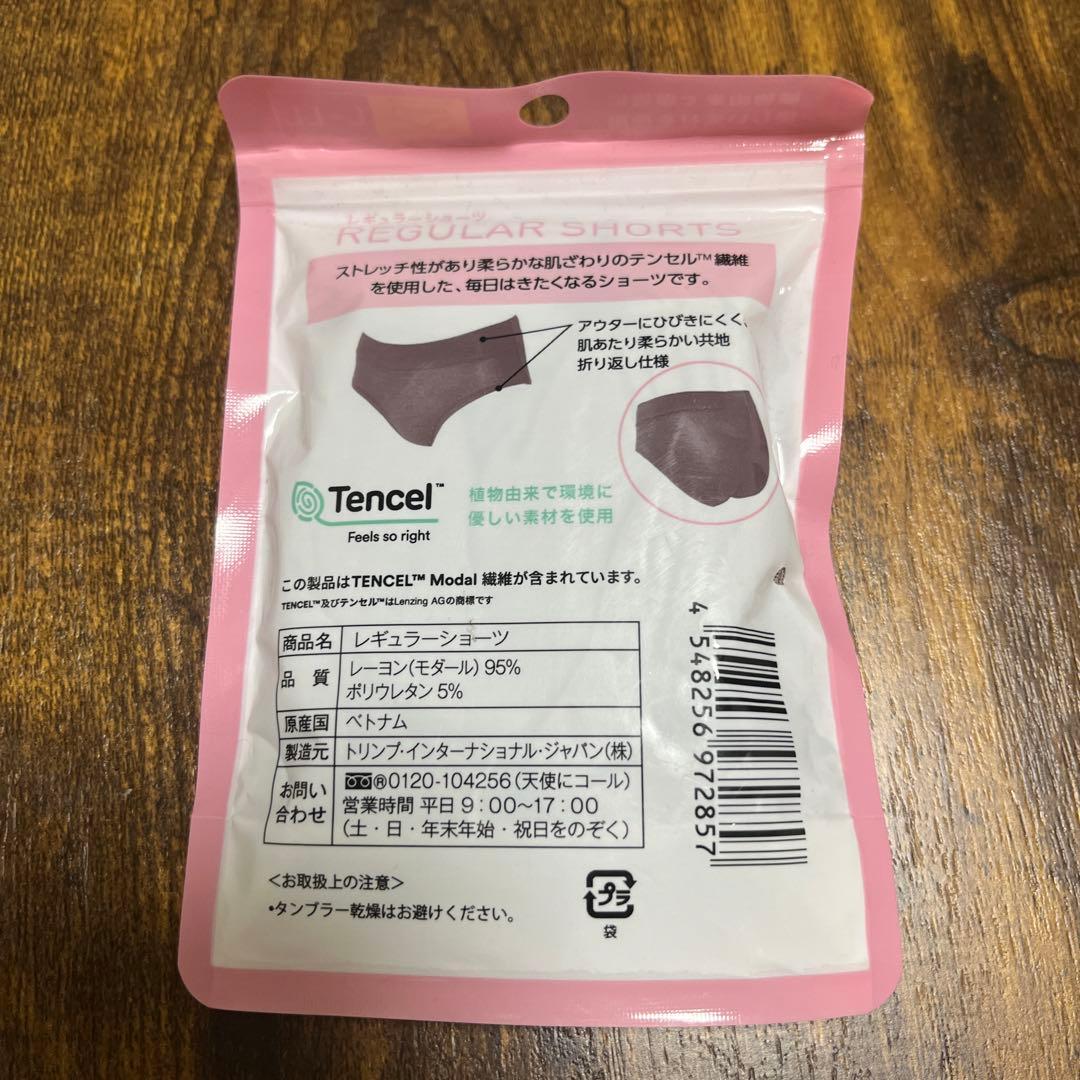 レギュラーショーツ
REGULAR SHORTS
ストレッチ性があり柔らかな肌ざわりのテンセル™繊維
を使用した、毎日はきたくなるショーツです。
アウターにひびきにくく、
肌あたり柔らかい共地
折り返し仕様
Tencel™
Feels so right
植物由来で環境に
優しい素材を使用
この製品はTENCEL™ Modal 繊維が含まれています。
TENCEL™及びテンセル™はLenzing AGの商標です
商品名 レギュラーショーツ
品 質 レーヨン(モダール) 95%
ポリウレタン 5%
原産国 ベトナム
製造元 トリンプ・インターナショナル・ジャパン(株)
お問い合わせ ®0120-104256(天使にコール)
営業時間 平日 9:00〜17:00
(土・日・年末年始・祝日をのぞく)
<お取扱上の注意>
・タンブラー乾燥はお避けください。
プラ
袋
4 548256 972857